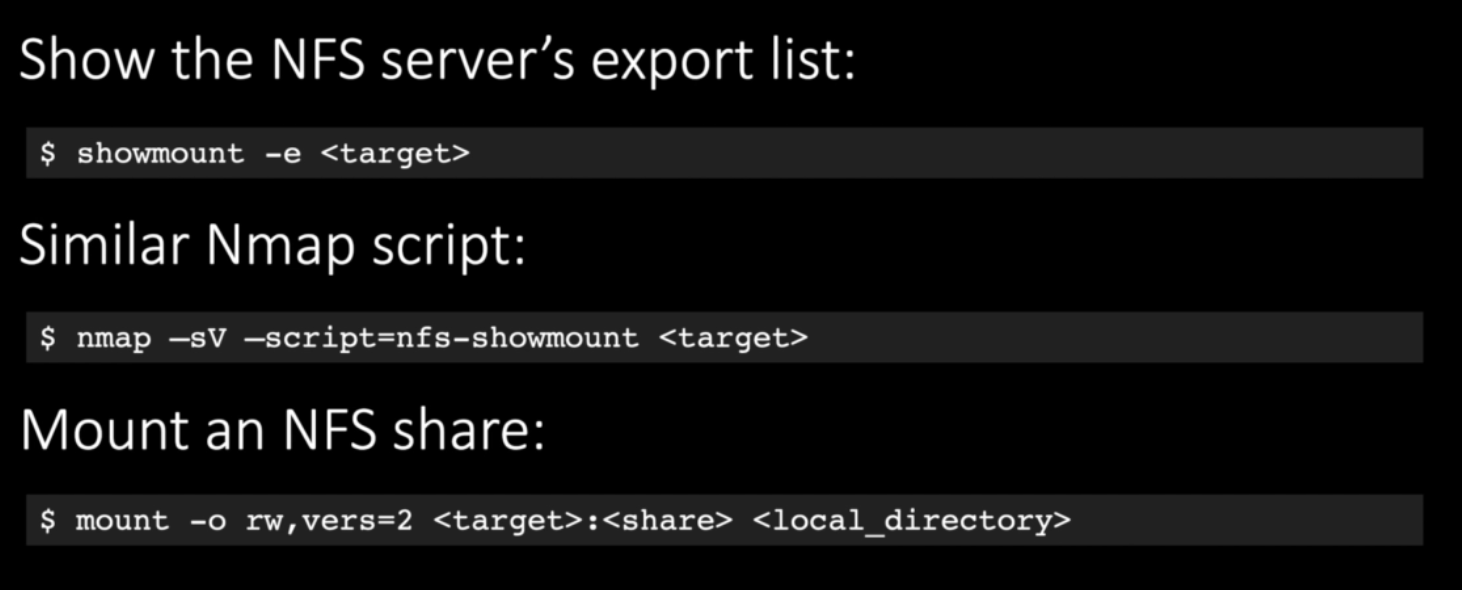 Show the NFS server’s export list:
$ showmount -e <target>
Similar Nmap script:
$ nmap –sV –script=nfs-showmount <target>
Mount an NFS share:
$ mount -o rw,vers=2 <target>:<share> <local_directory>